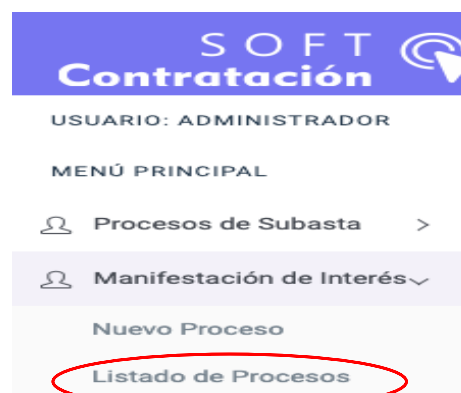 SOFT
Contratación
USUARIO: ADMINISTRADOR
MENÚ PRINCIPAL
Procesos de Subasta
Manifestación de Interés
Nuevo Proceso
Listado de Procesos